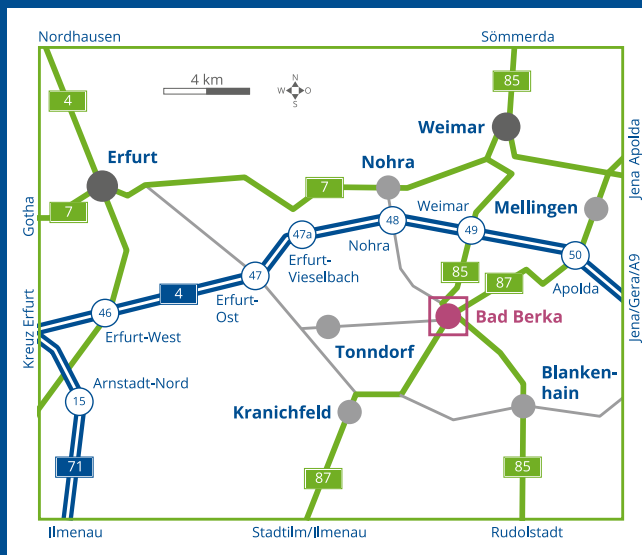 Nordhausen
Sömmerda
4 km
N
W
O
S
85
4
Weimar
Erfurt
Nohra
7
Jena Apolda
Weimar
Mellingen
Gotha
7
47a
48
Nohra
49
Erfurt-
Vieselbach
50
85
87
Apolda
4
47
Erfurt-
Ost
Jena/Gera/A9
Kreuz Erfurt
46
Erfurt-West
Bad Berka
Tonndorf
Arnstadt-Nord
15
Blanken-
hain
Kranichfeld
71
87
85
Ilmenau
Stadtilm/Ilmenau
Rudolstadt